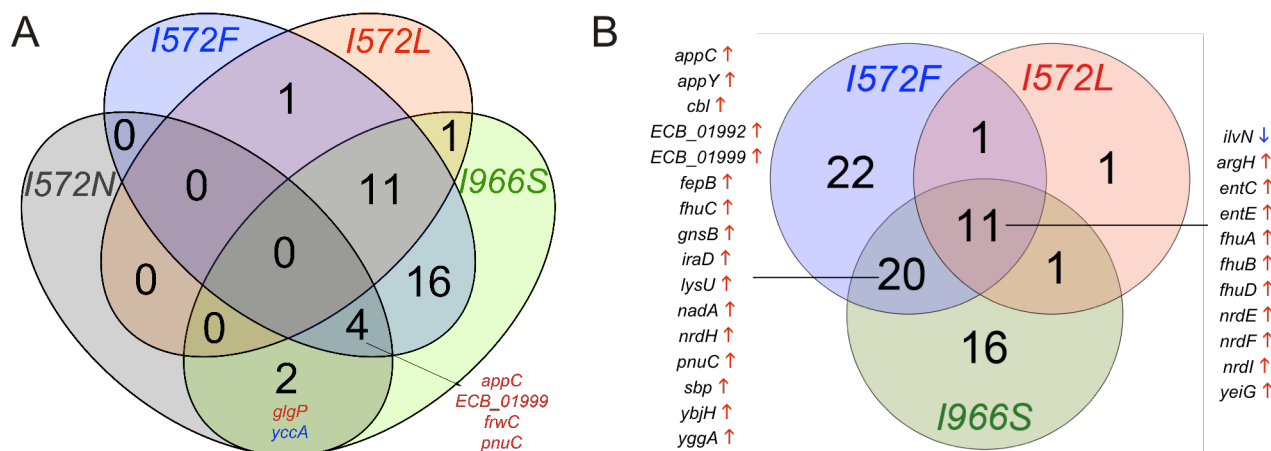 A
I572F
I572L
1
0
1
I572N
0
11
I966S
0
0
16
0
4
2
glgP
yccA
appC
ECB_01999
frwC
pnuC
B
appC ↑
appY ↑
cbl ↑
ECB_01992 ↑
ECB_01999 ↑
fepB ↑
fhuC ↑
gnsB ↑
iraD ↑
lysU ↑
nadA ↑
nrdH ↑
pnuC ↑
sbp ↑
ybjH ↑
yggA ↑
I572F
I572L
1
22
1
11
20
1
16
I966S
ilvN ↓
argH ↑
entC ↑
entE ↑
fhuA ↑
fhuB ↑
fhuD ↑
nrdE ↑
nrdF ↑
nrdI ↑
yeiG ↑